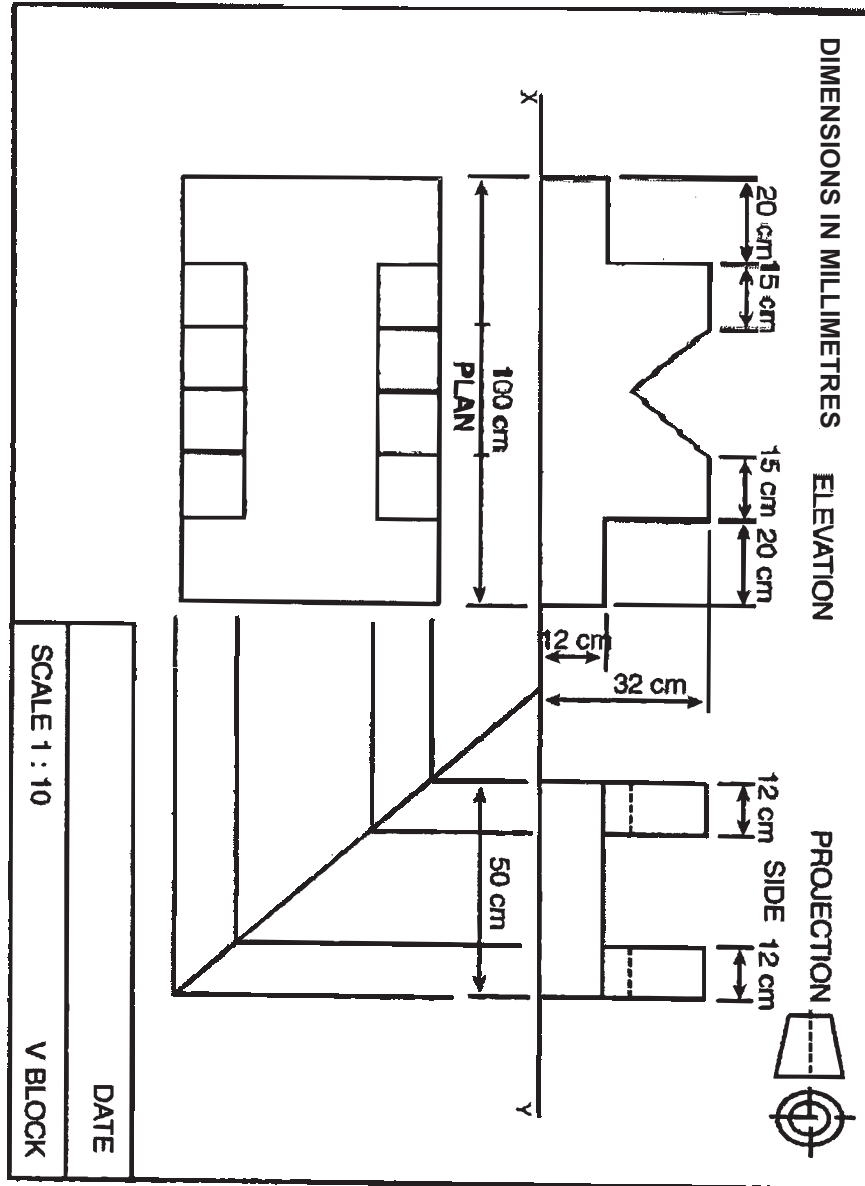 DIMENSIONS IN MILLIMETRES ELEVATION PROJECTION
20 cm 15 cm 15 cm 20 cm 12 cm SIDE 12 cm
32 cm
12 cm
X Y
100 cm 50 cm
PLAN
DATE
SCALE 1 : 10 V BLOCK